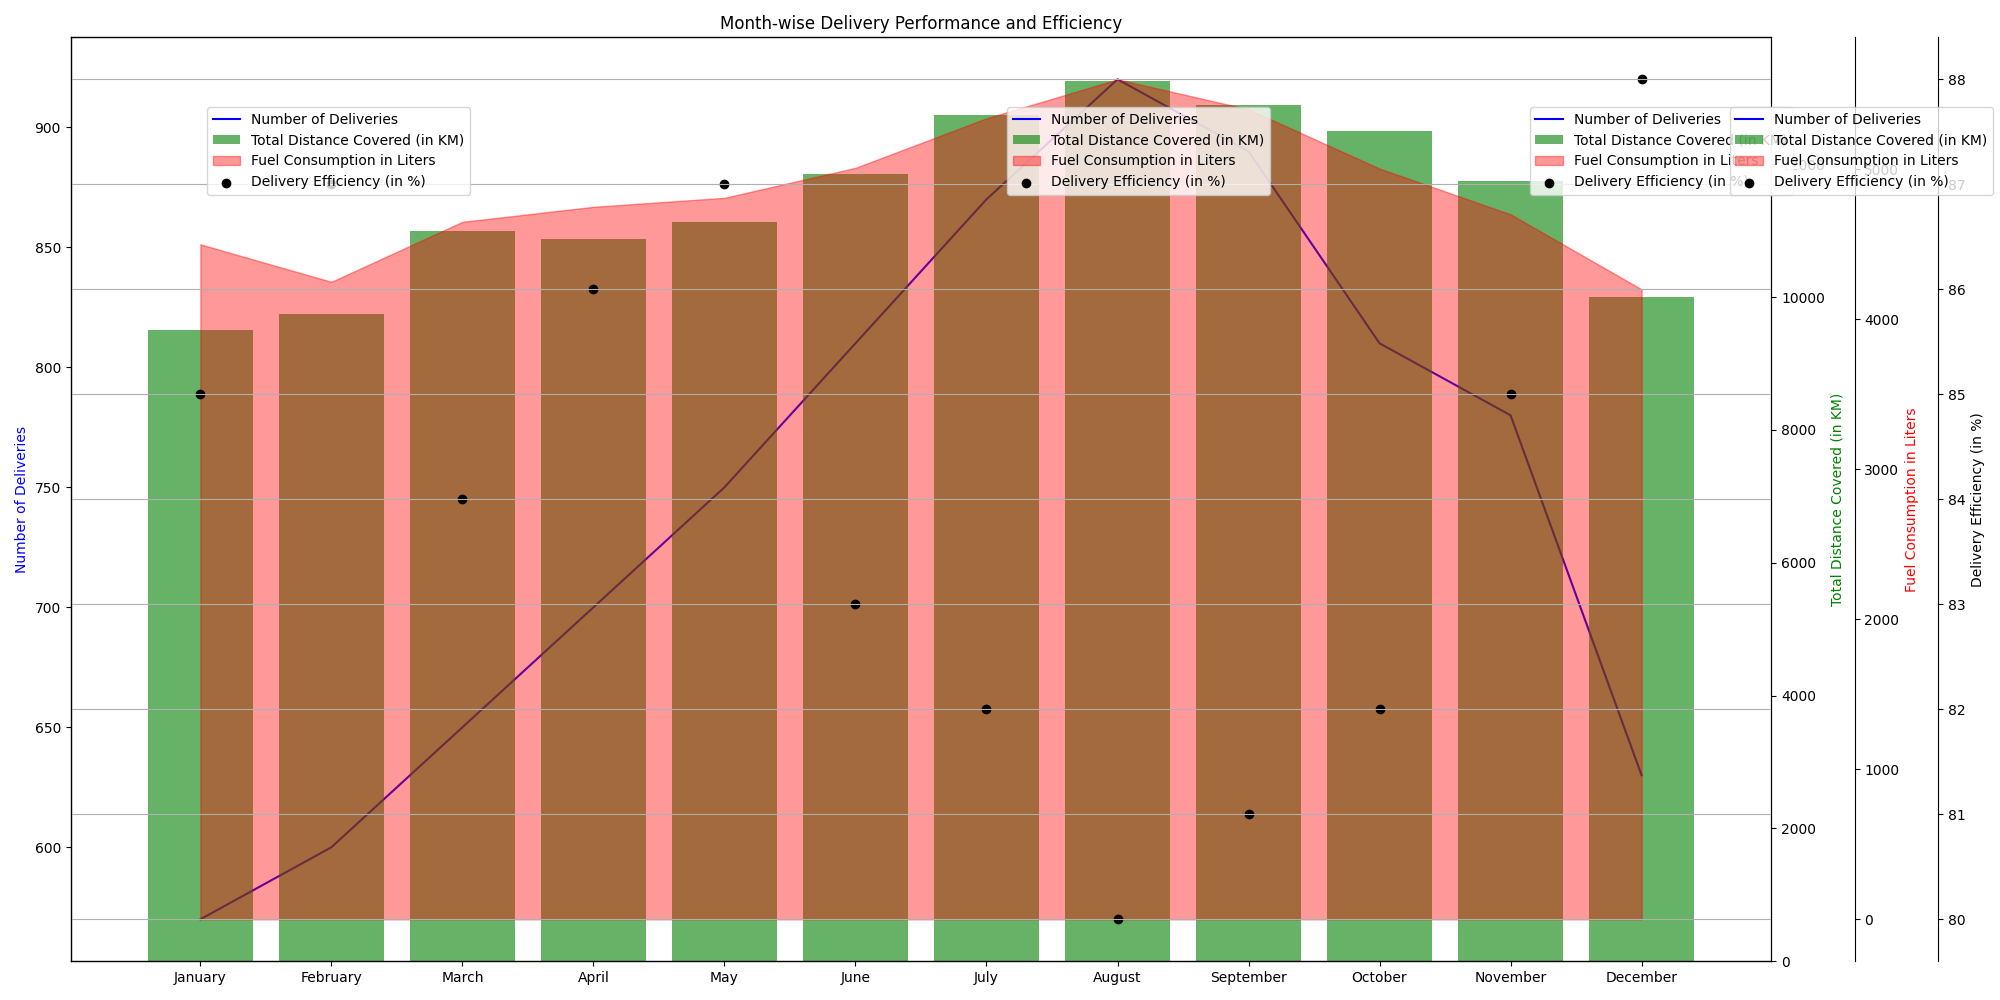 Month-wise Delivery Performance and Efficiency
Number of Deliveries
900
850
800
750
700
650
600
Number of Deliveries
Total Distance Covered (in KM)
Fuel Consumption in Liters
Delivery Efficiency (in %)
Number of Deliveries
Total Distance Covered (in KM)
Fuel Consumption in Liters
Delivery Efficiency (in %)
Number of Deliveries
Total Distance Covered (in KM)
Fuel Consumption in Liters
Delivery Efficiency (in %)
Number of Deliveries
Total Distance Covered (in KM)
Fuel Consumption in Liters
Delivery Efficiency (in %)
10000
8000
6000
4000
2000
0
Total Distance Covered (in KM)
5000
4000
3000
2000
1000
0
Fuel Consumption in Liters
88
87
86
85
84
83
82
81
80
Delivery Efficiency (in %)
January
February
March
April
May
June
July
August
September
October
November
December